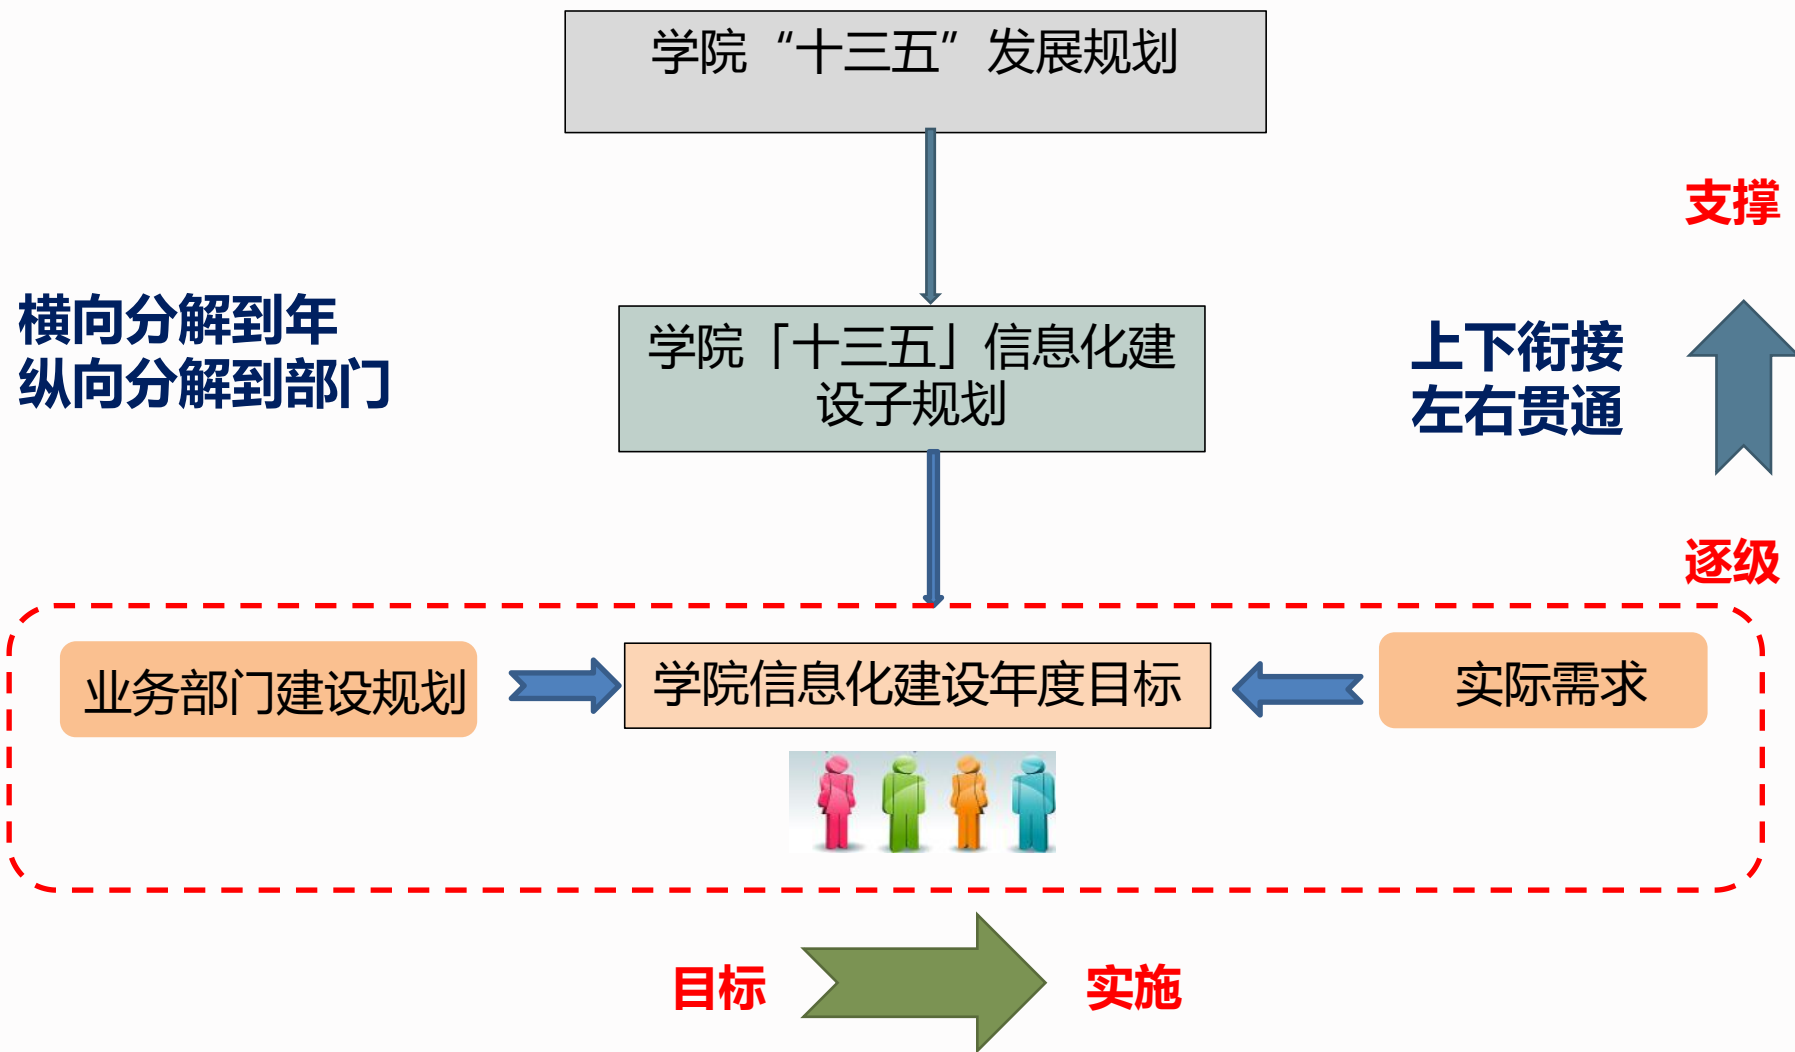 学院“十三五”发展规划
支撑
横向分解到年
纵向分解到部门
学院「十三五」信息化建
设子规划
上下衔接
左右贯通
逐级
业务部门建设规划
学院信息化建设年度目标
实际需求
目标
实施